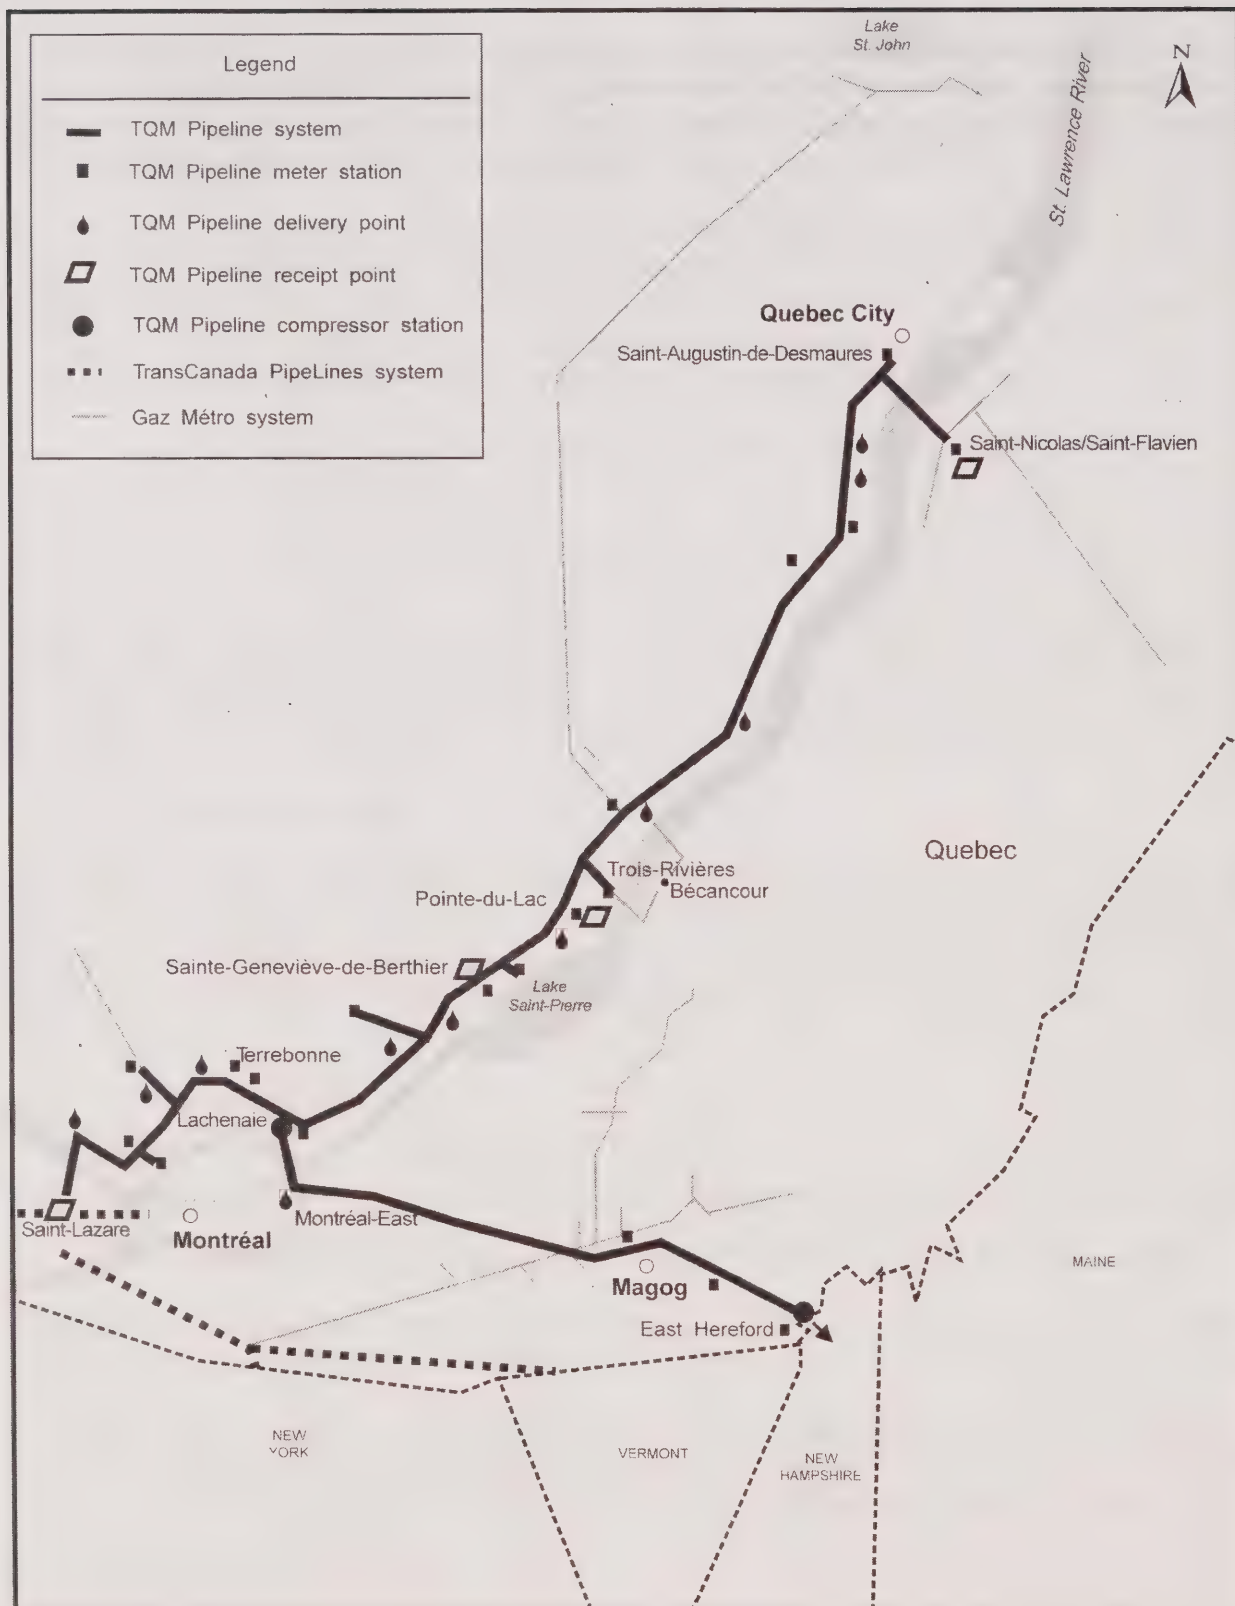 Legend
TQM Pipeline system
TQM Pipeline meter station
TQM Pipeline delivery point
TQM Pipeline receipt point
TQM Pipeline compressor station
TransCanada PipeLines system
Gaz Métro system
Lake
St. John
N
St. Lawrence River
Quebec City
Saint-Augustin-de-Desmaures
Saint-Nicolas/Saint-Flavien
Quebec
Trois-Rivières
Bécancour
Pointe-du-Lac
Sainte-Geneviève-de-Berthier
Lake
Saint-Pierre
Terrebonne
Lachenaie
Saint-Lazare
Montréal
Montréal-East
Magog
MAINE
East Hereford
NEW
YORK
VERMONT
NEW
HAMPSHIRE